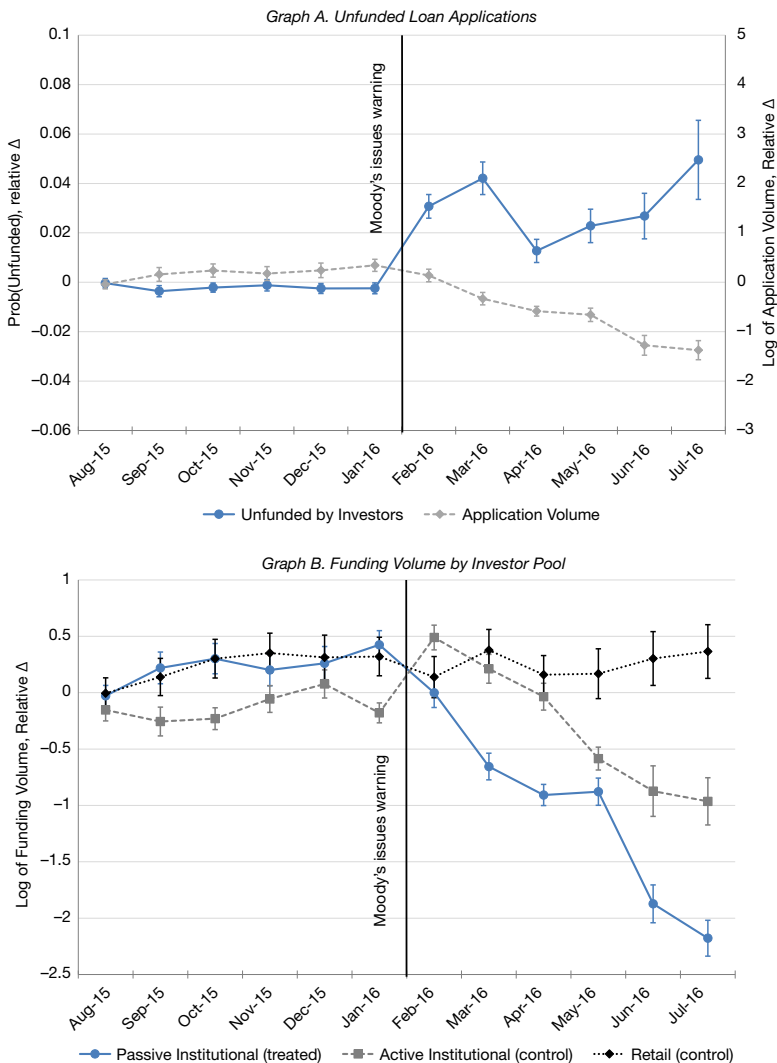 Graph A. Unfunded Loan Applications
Prob(Unfunded), relative Δ
0.1
0.08
0.06
0.04
0.02
0
−0.02
−0.04
−0.06
Moody's issues warning
5
4
3
2
1
0
−1
−2
−3
Log of Application Volume, Relative Δ
Aug-15 Sep-15 Oct-15 Nov-15 Dec-15 Jan-16 Feb-16 Mar-16 Apr-16 May-16 Jun-16 Jul-16
Unfunded by Investors Application Volume
Graph B. Funding Volume by Investor Pool
Log of Funding Volume, Relative Δ
1
0.5
0
−0.5
−1
−1.5
−2
−2.5
Moody's issues warning
Aug-15 Sep-15 Oct-15 Nov-15 Dec-15 Jan-16 Feb-16 Mar-16 Apr-16 May-16 Jun-16 Jul-16
Passive Institutional (treated) Active Institutional (control) Retail (control)